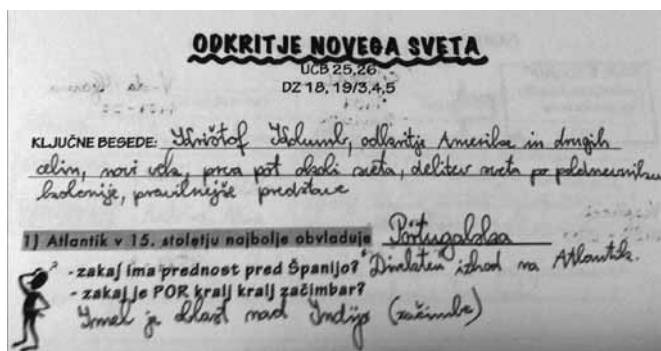 ODKRITJE NOVEGA SVETA
UČB 25,26
DZ 18, 19/3,4,5
KLJUČNE BESEDE: Krištof Kolumb, odkritje Amerike in drugih
celin, novi vek, prva pot okoli sveta, delitev sveta po poldnevniku
kolonije, pravilnejše predstave
1) Atlantik v 15. stoletju najbolje obvladuje Portugalska
- zakaj ima prednost pred Španijo? Direkten izhod na Atlantik.
- zakaj je POR kralj kralj začimbar?
Imel je oblast nad Indijo (začimbe)